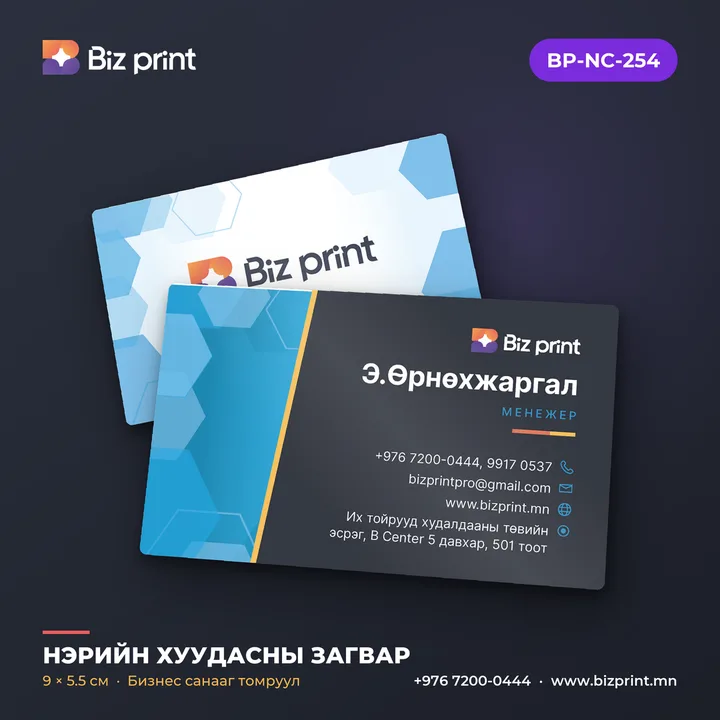 Biz print
BP-NC-254
Biz print
Biz print
Э.Өрнөхжаргал
МЕНЕЖЕР
+976 7200-0444, 9917 0537
bizprintpro@gmail.com
www.bizprint.mn
Их тойрууд худалдааны төвийн
эсрэг, B Center 5 давхар, 501 тоот
НЭРИЙН ХУУДАСНЫ ЗАГВАР
9 × 5.5 см · Бизнес санааг томруул
+976 7200-0444 · www.bizprint.mn